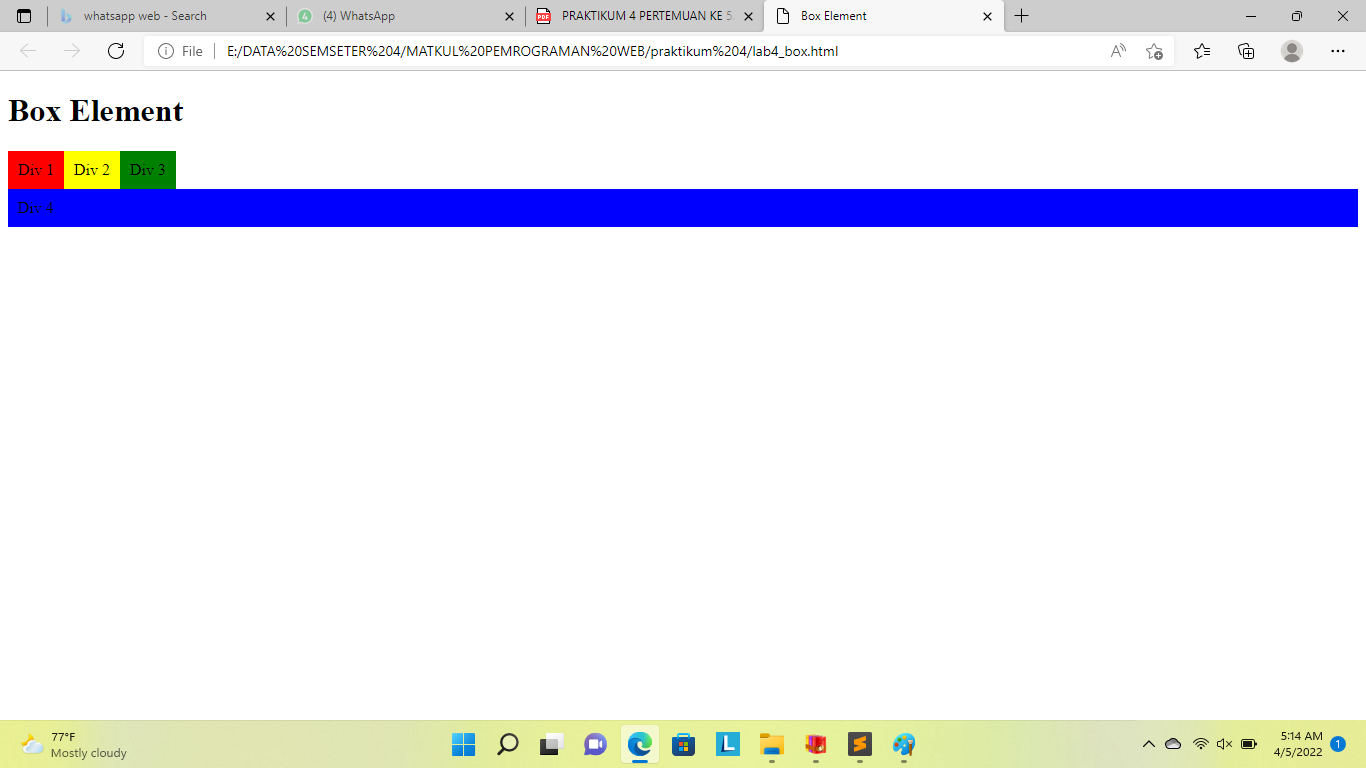 whatsapp web - Search
(4) WhatsApp
PRAKTIKUM 4 PERTEMUAN KE 5
Box Element
File
E:/DATA%20SEMSETER%204/MATKUL%20PEMROGRAMAN%20WEB/praktikum%204/lab4_box.html
Box Element
Div 1 Div 2 Div 3
Div 4
77°F
Mostly cloudy
5:14 AM
4/5/2022
1